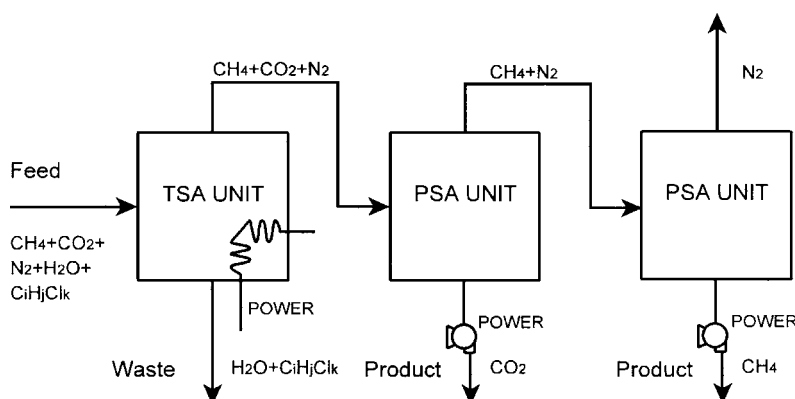 CH4+CO2+N2
CH4+N2
N2
Feed
TSA UNIT
PSA UNIT
PSA UNIT
CH4+CO2+
N2+H2O+
CiHjClk
POWER
POWER
POWER
Waste
H2O+CiHjClk
Product
CO2
Product
CH4